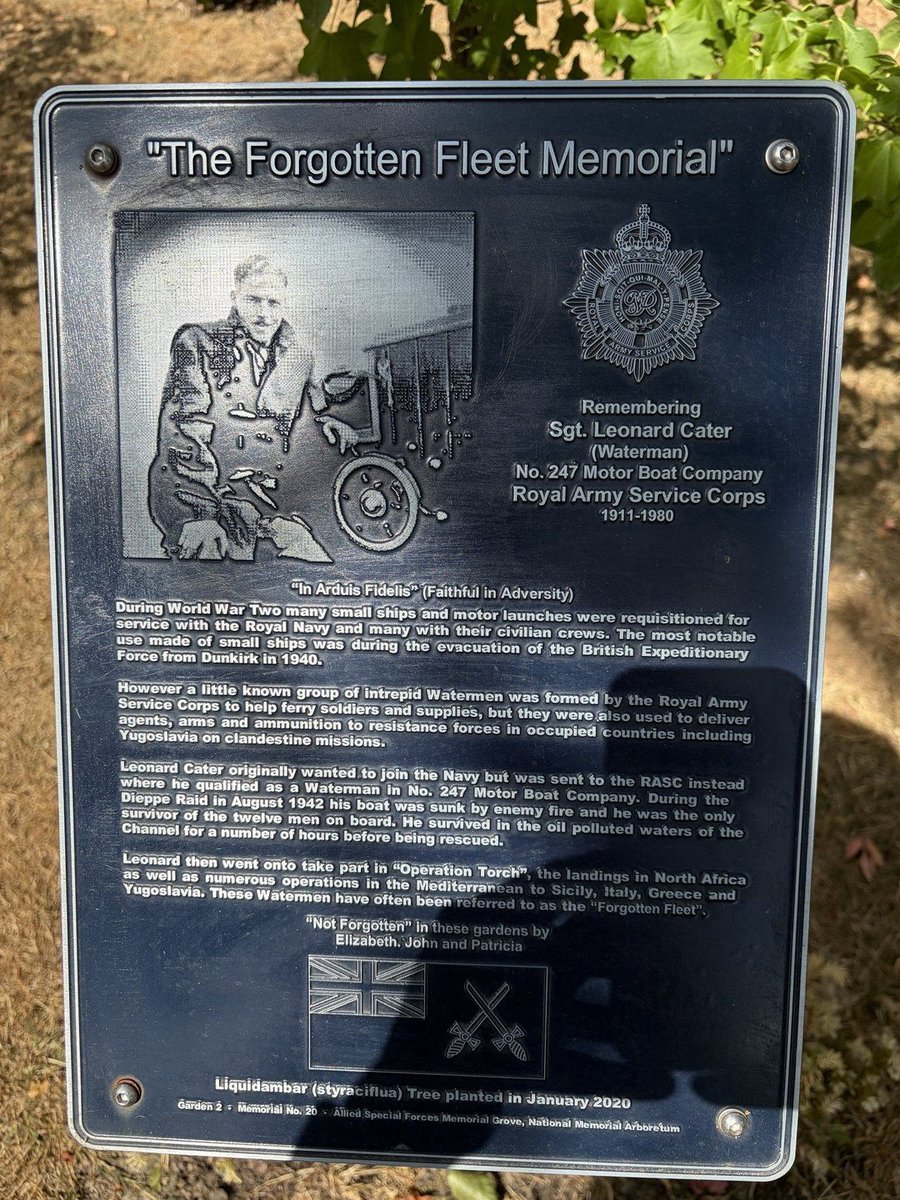 "The Forgotten Fleet Memorial"
HONI·SOIT·QUI·MAL·Y·PENSE
ROYAL ARMY SERVICE CORPS
Remembering
Sgt. Leonard Cater
(Waterman)
No. 247 Motor Boat Company
Royal Army Service Corps
1911-1980
“In Arduis Fidelis” (Faithful in Adversity)
During World War Two many small ships and motor launches were requisitioned for
service with the Royal Navy and many with their civilian crews. The most notable
use made of small ships was during the evacuation of the British Expeditionary
Force from Dunkirk in 1940.
However a little known group of intrepid Watermen was formed by the Royal Army
Service Corps to help ferry soldiers and supplies, but they were also used to deliver
agents, arms and ammunition to resistance forces in occupied countries including
Yugoslavia on clandestine missions.
Leonard Cater originally wanted to join the Navy but was sent to the RASC instead
where he qualified as a Waterman in No. 247 Motor Boat Company. During the
Dieppe Raid in August 1942 his boat was sunk by enemy fire and he was the only
survivor of the twelve men on board. He survived in the oil polluted waters of the
Channel for a number of hours before being rescued.
Leonard then went onto take part in “Operation Torch”, the landings in North Africa
as well as numerous operations in the Mediterranean to Sicily, Italy, Greece and
Yugoslavia. These Watermen have often been referred to as the “Forgotten Fleet”.
“Not Forgotten” in these gardens by
Elizabeth. John and Patricia
Liquidambar (styraciflua) Tree planted in January 2020
Garden 2 - Memorial No. 20 - Allied Special Forces Memorial Grove, National Memorial Arboretum